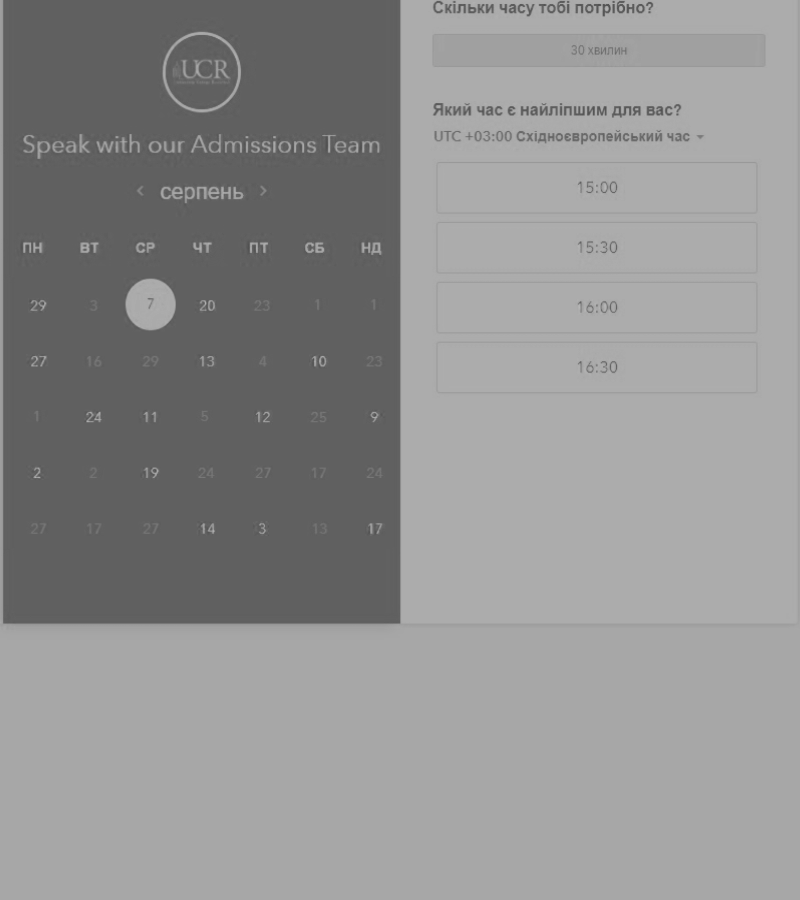 UCR
Speak with our Admissions Team
серпень
ПН ВТ СР ЧТ ПТ СБ НД
29 3 7 20 23 1 1
27 16 29 13 4 10 23
1 24 11 5 12 25 9
2 2 19 24 27 17 24
27 17 27 14 3 13 17
Скільки часу тобі потрібно?
30 хвилин
Який час є найліпшим для вас?
UTC +03:00 Східноєвропейський час
15:00
15:30
16:00
16:30